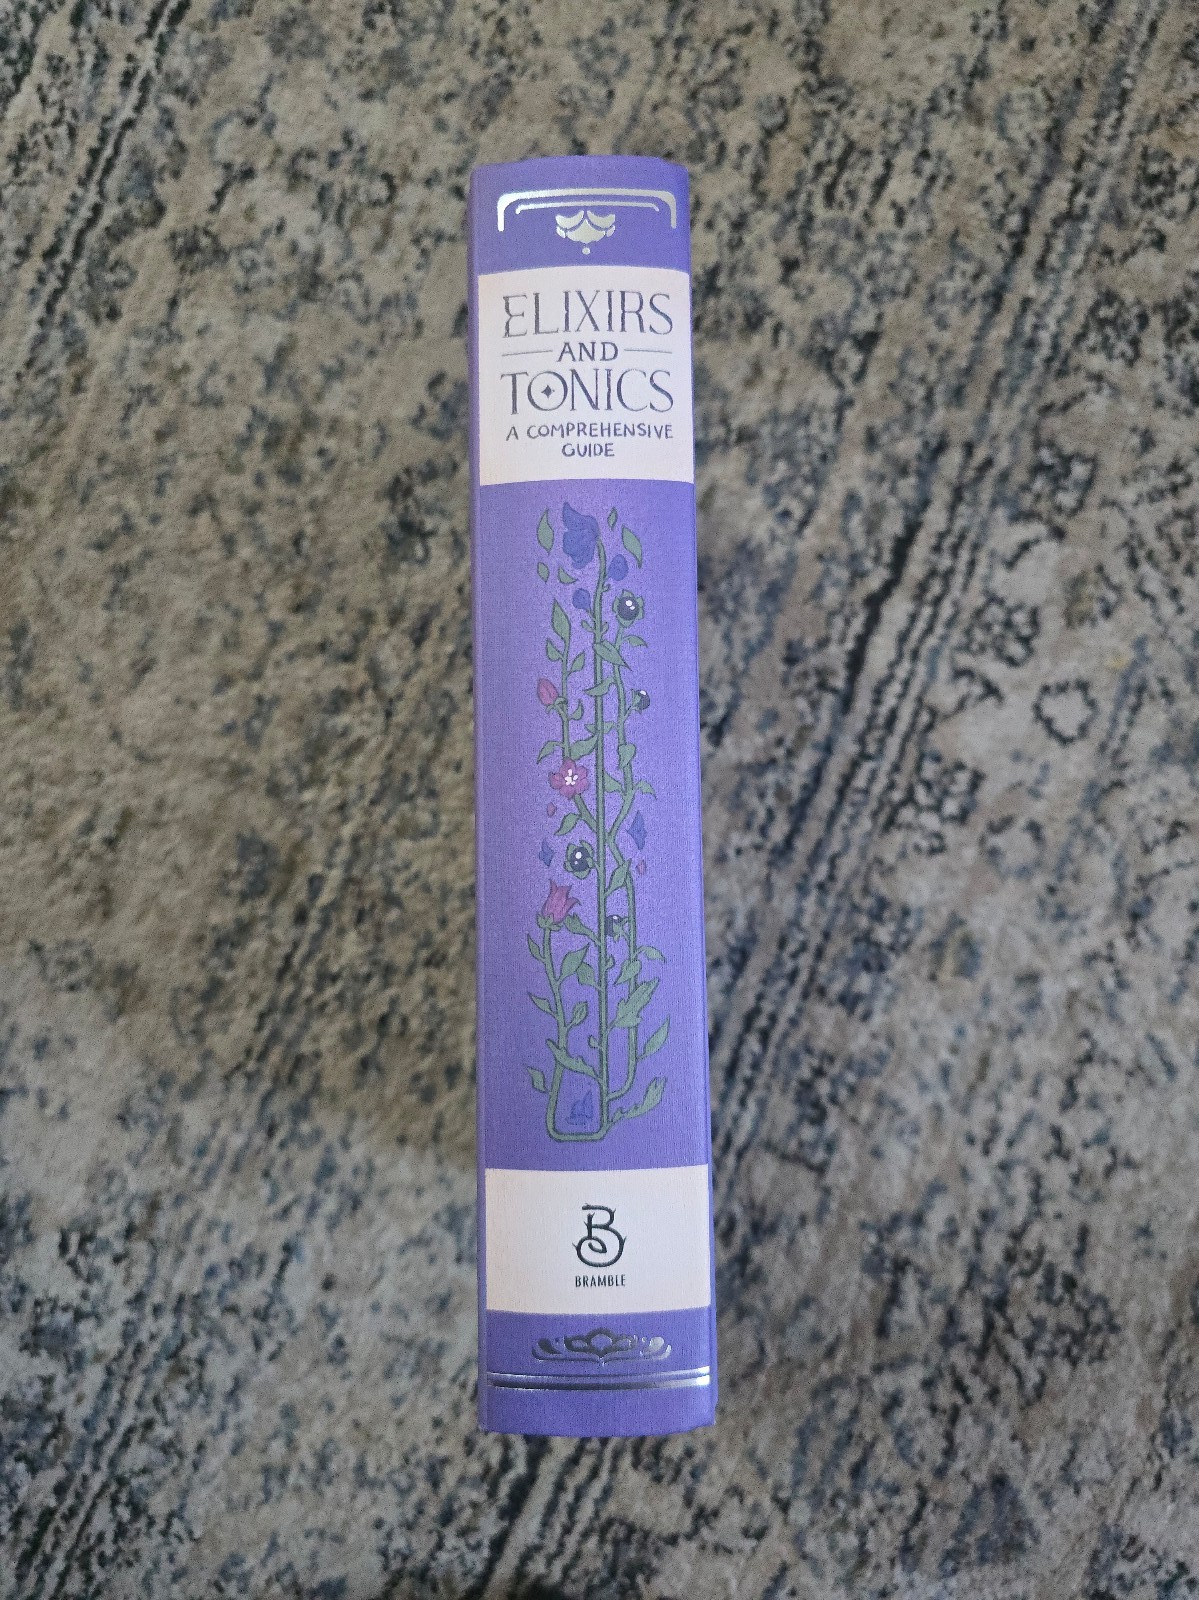 ELIXIRS
AND
TONICS
A COMPREHENSIVE
GUIDE
B
BRAMBLE